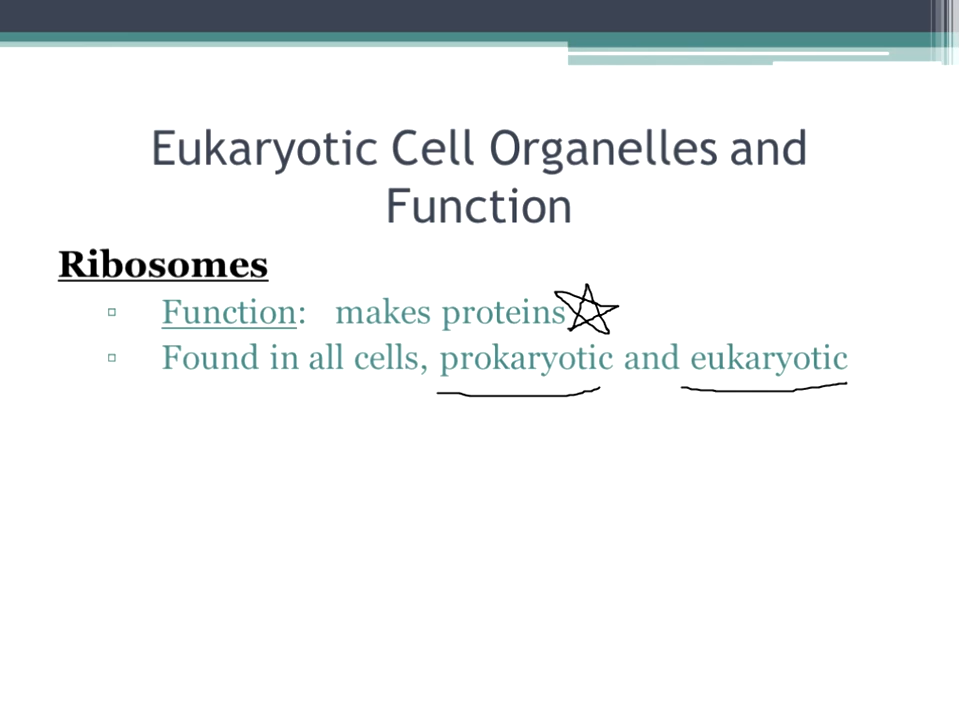 Eukaryotic Cell Organelles and
Function
Ribosomes
▫ Function: makes proteins
▫ Found in all cells, prokaryotic and eukaryotic